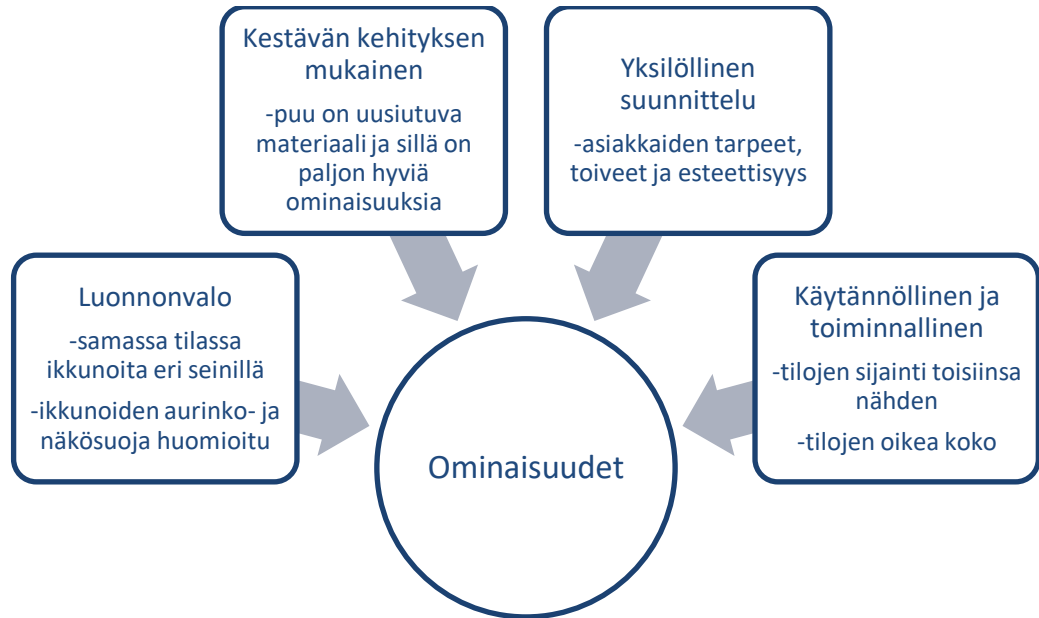 Kestävän kehityksen
mukainen
-puu on uusiutuva
materiaali ja sillä on
paljon hyviä
ominaisuuksia
Yksilöllinen
suunnittelu
-asiakkaiden tarpeet,
toiveet ja esteettisyys
Luonnonvalo
-samassa tilassa
ikkunoita eri seinillä
-ikkunoiden aurinko- ja
näkösuoja huomioitu
Käytännöllinen ja
toiminnallinen
-tilojen sijainti toisiinsa
nähden
-tilojen oikea koko
Ominaisuudet